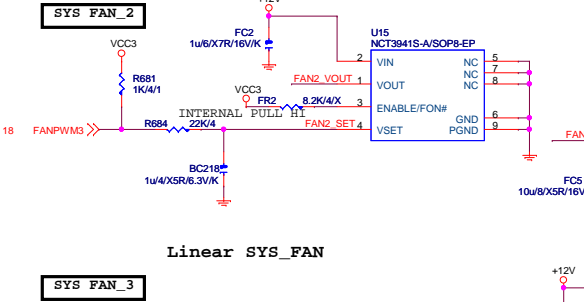 SYS FAN_2
+12V
FC2
1u/6/X7R/16V/K
U15
NCT3941S-A/SOP8-EP
VCC3
R681
1K/4/1
2 VIN NC 5
NC 7
FAN2_VOUT 1 VOUT NC 8
VCC3
FR2 8.2K/4/X 3 ENABLE/FON#
INTERNAL PULL HI
GND 6
18 FANPWM3 R684 22K/4 FAN2_SET 4 VSET PGND 9
FAN
BC218
1u/4/X5R/6.3V/K
FC5
10u/8/X5R/16V
Linear SYS_FAN
SYS FAN_3
+12V